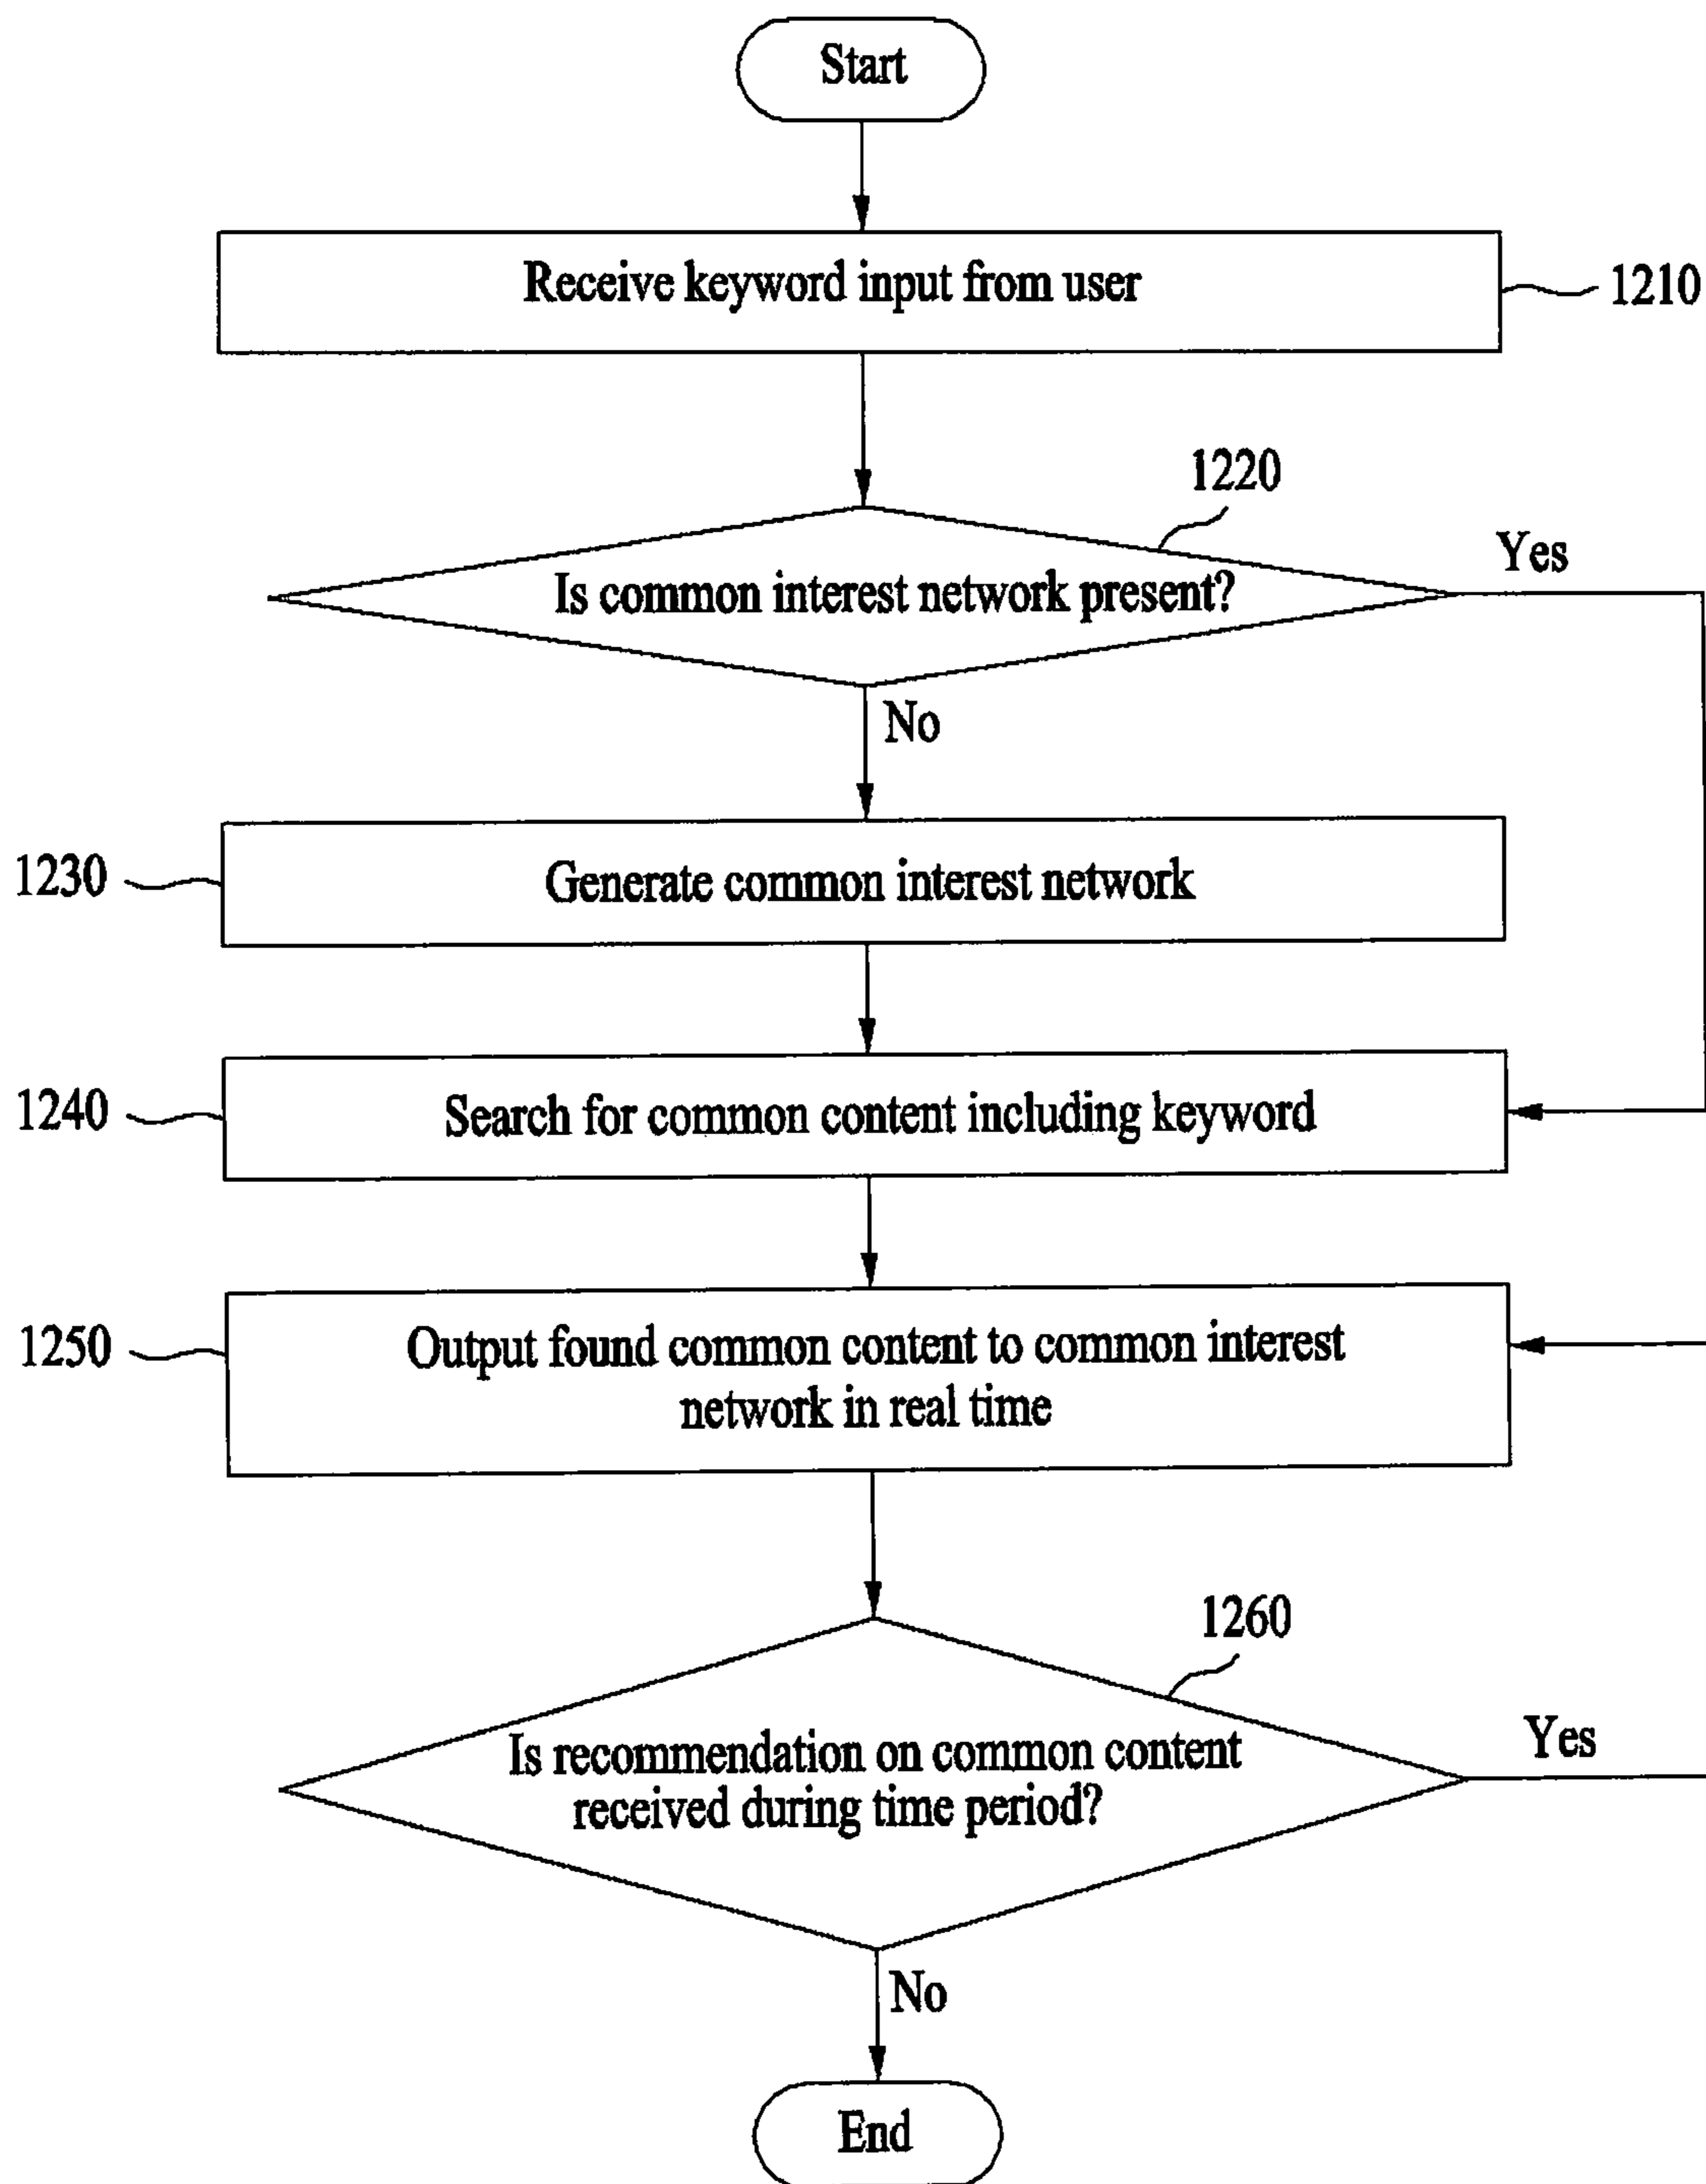 Start
Receive keyword input from user
1210
1220
Is common interest network present?
Yes
No
1230
Generate common interest network
1240
Search for common content including keyword
1250
Output found common content to common interest
network in real time
1260
Is recommendation on common content
received during time period?
Yes
No
End